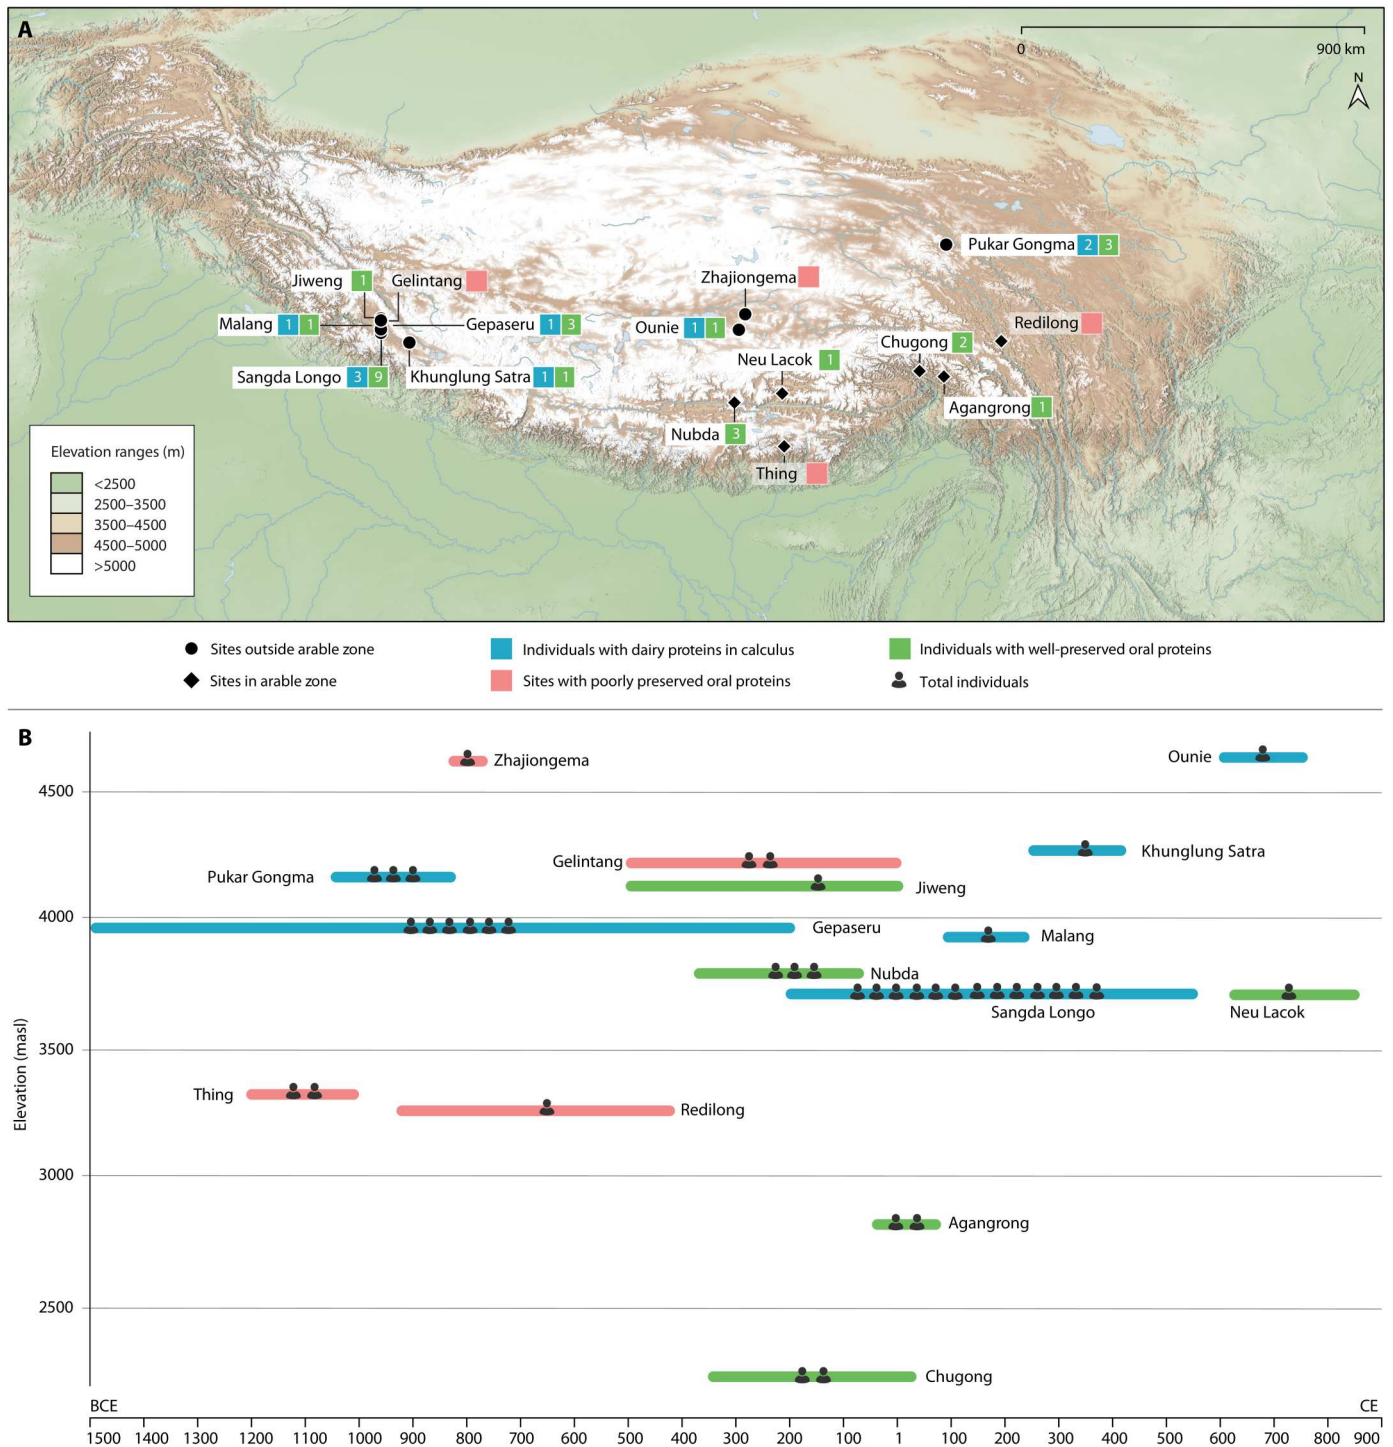 A
0 900 km
N
Pukar Gongma 2 3
Jiweng 1 Gelintang
Zhajiongema
Malang 1 1
Gepaseru 1 3
Ounie 1 1
Redilong
Chugong 2
Neu Lacok 1
Sangda Longo 3 9
Khunglung Satra 1 1
Agangrong 1
Nubda 3
Thing
Elevation ranges (m)
<2500
2500–3500
3500–4500
4500–5000
>5000
Sites outside arable zone
Individuals with dairy proteins in calculus
Individuals with well-preserved oral proteins
Sites in arable zone
Sites with poorly preserved oral proteins
Total individuals
B
Zhajiongema
Ounie
4500
Khunglung Satra
Gelintang
Pukar Gongma
Jiweng
4000
Gepaseru
Malang
Nubda
Sangda Longo
Neu Lacok
3500
Elevation (masl)
Thing
Redilong
3000
Agangrong
2500
Chugong
BCE CE
1500 1400 1300 1200 1100 1000 900 800 700 600 500 400 300 200 100 1 100 200 300 400 500 600 700 800 900